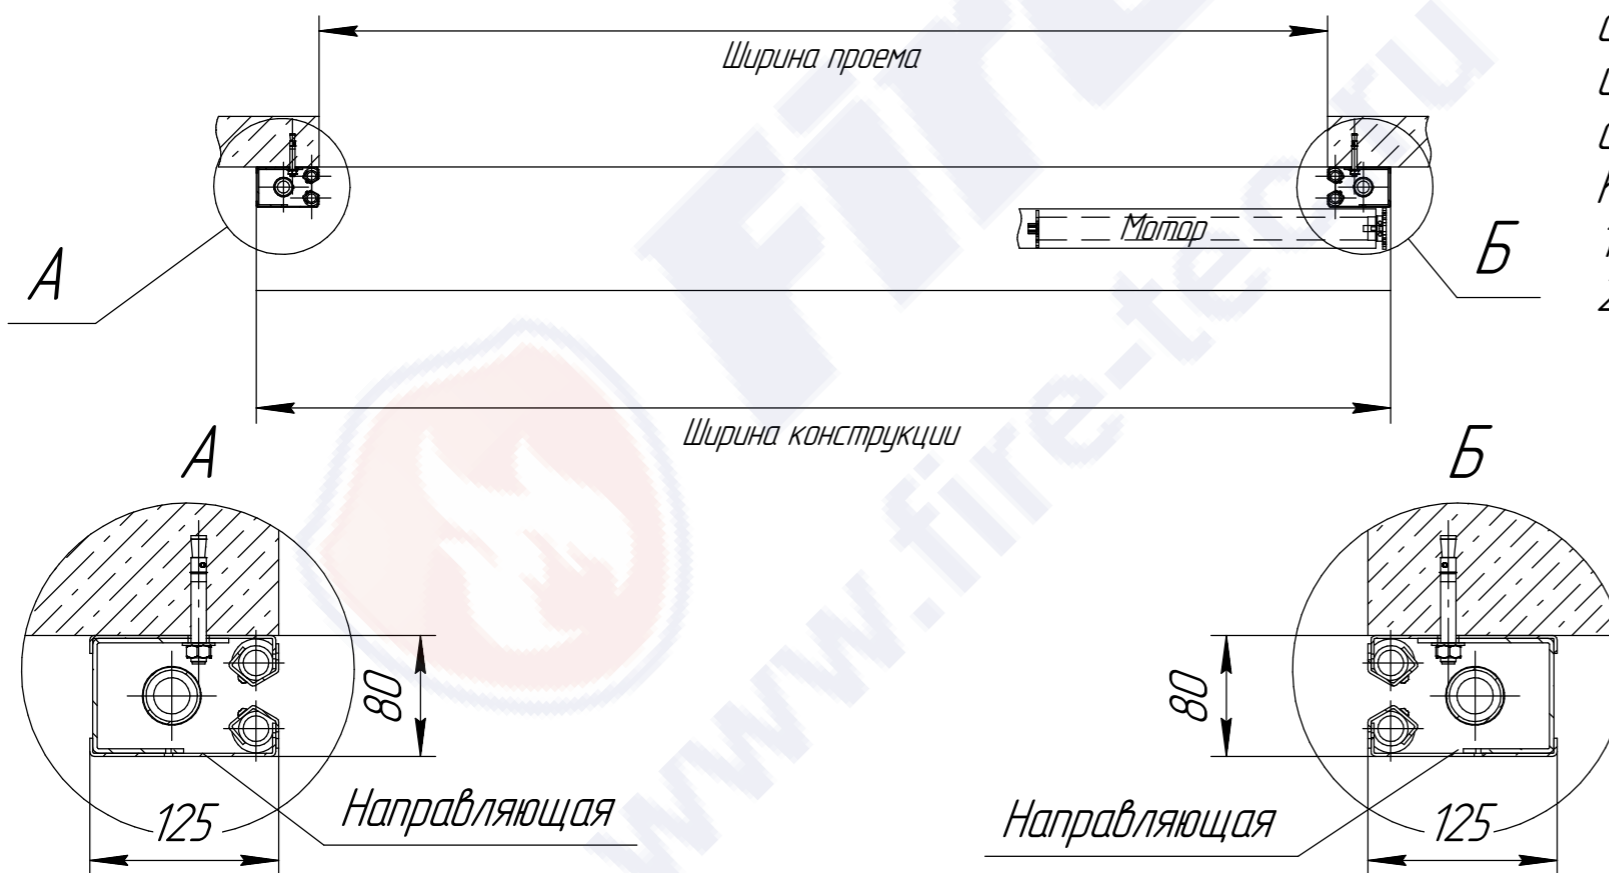 Ширина проема
Мотор
А
Б
Ширина конструкции
А
Б
80
80
Направляющая
Направляющая
125
125
www.fire-tec.ru